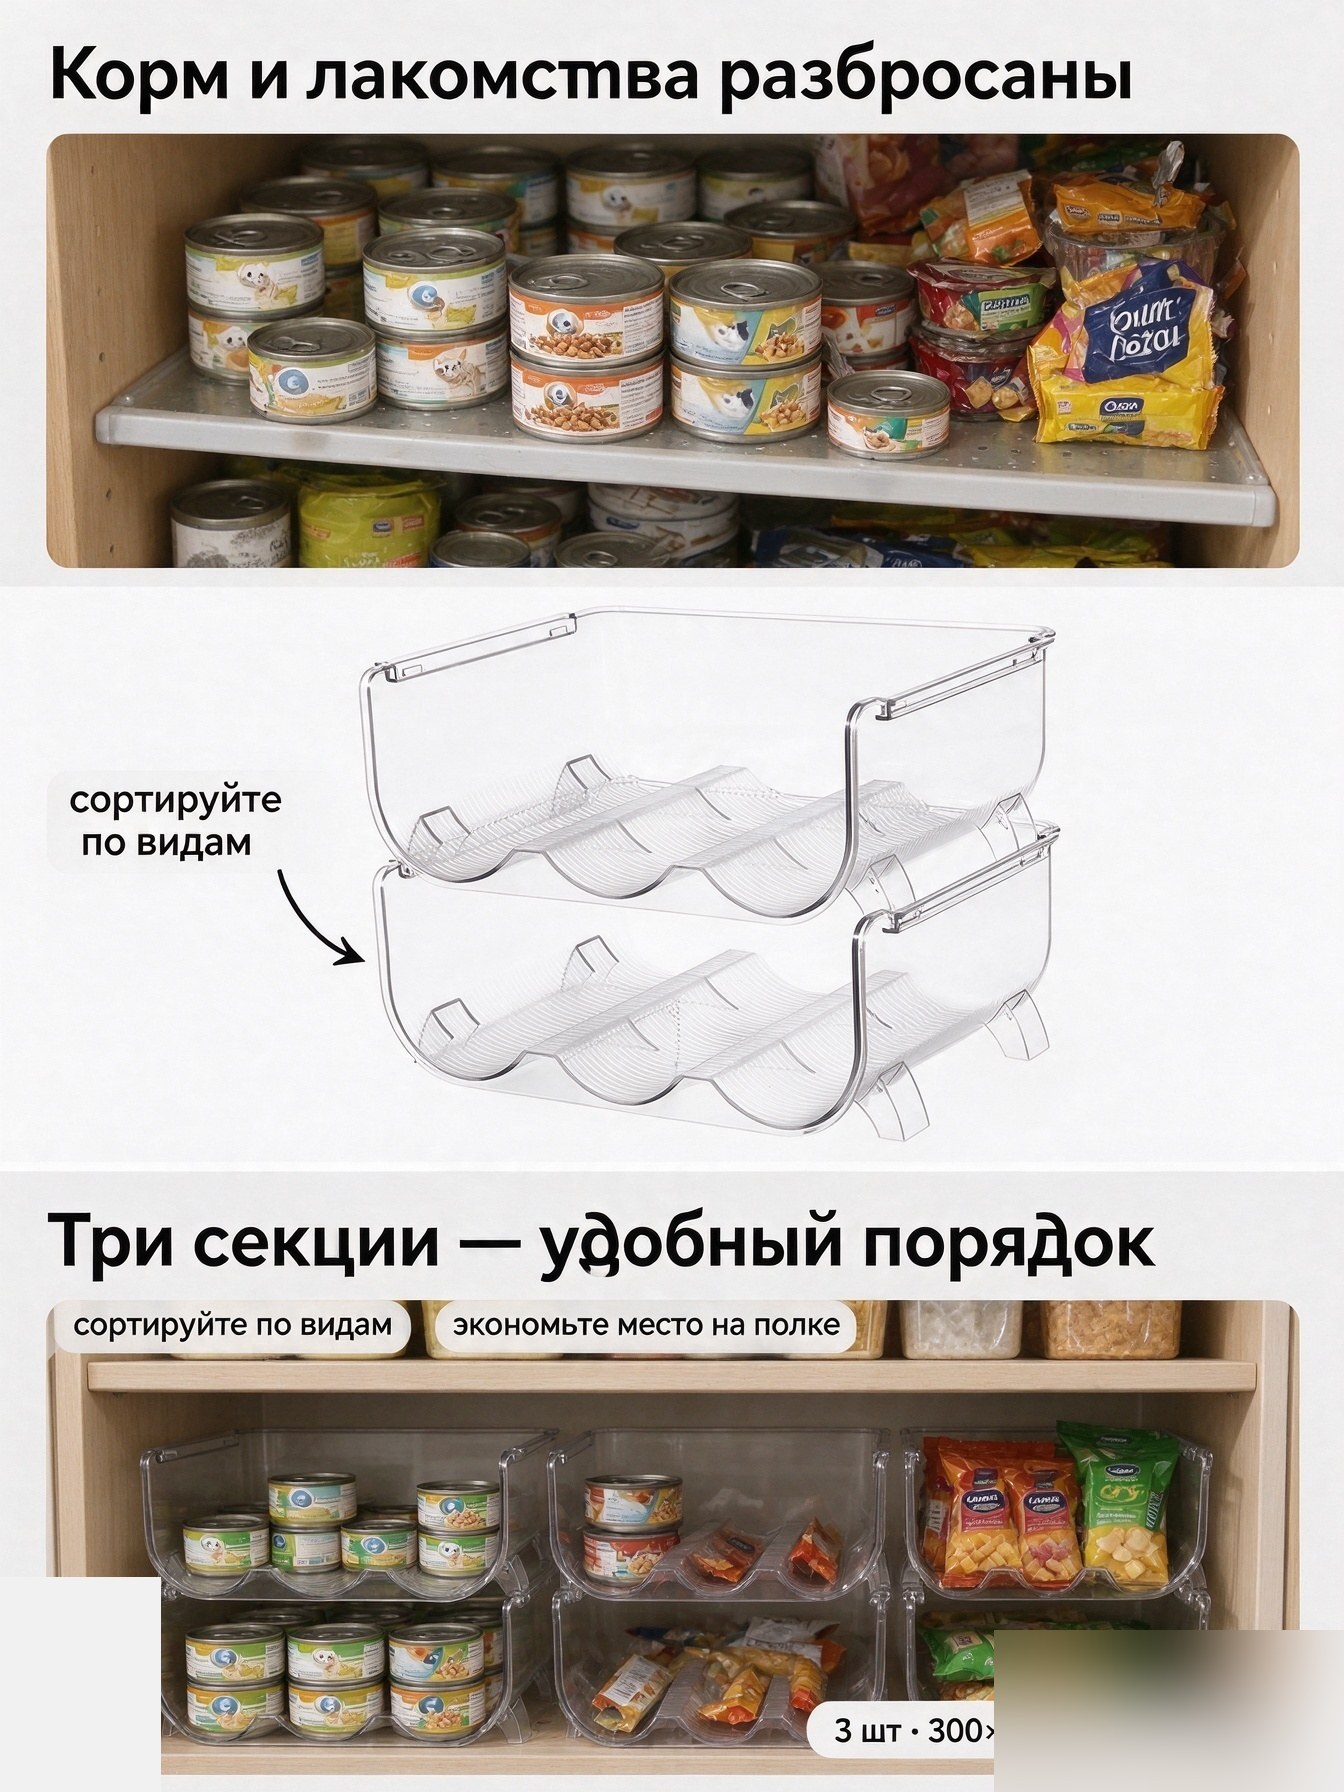 Корм и лакомства разбросаны
сортируйте
по видам
Три секции — удобный порядок
сортируйте по видам
экономьте место на полке
3 шт · 300×